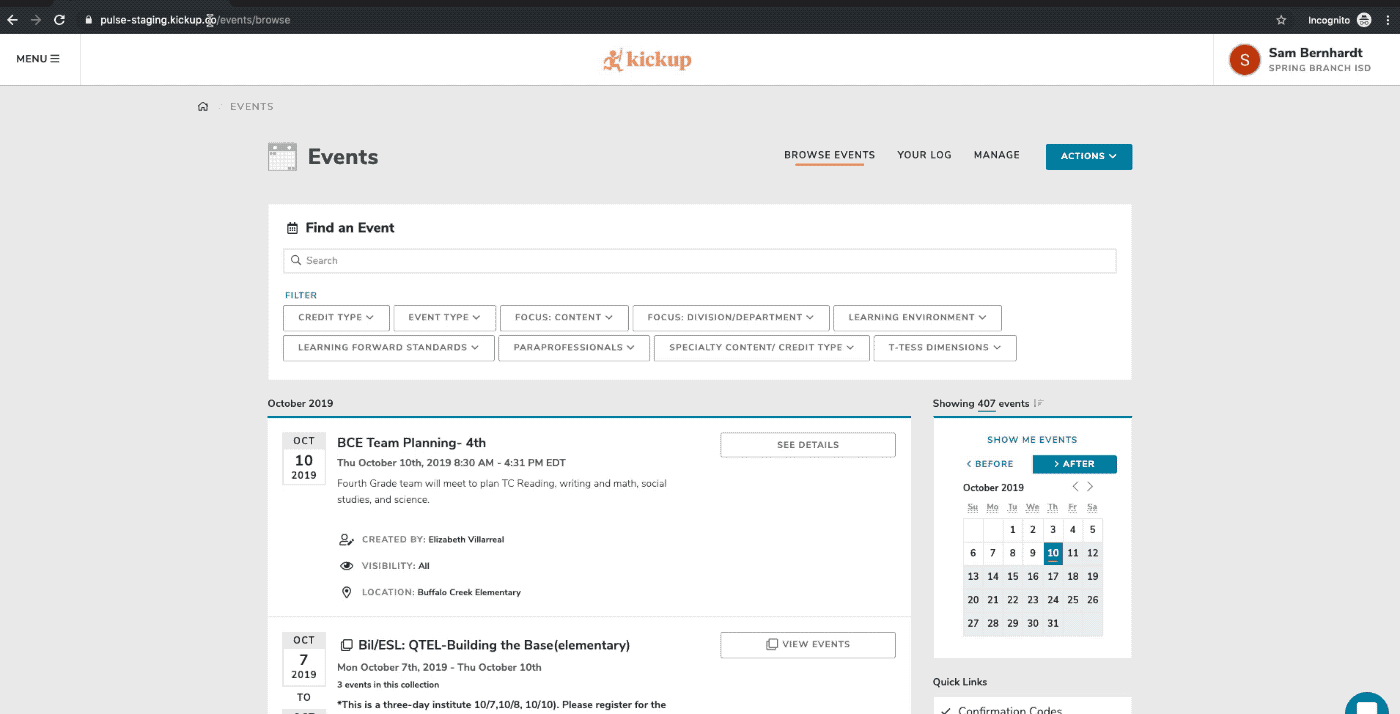 pulse-staging.kickup.co/events/browse
Incognito
MENU
kickup
S
Sam Bernhardt
SPRING BRANCH ISD
/ EVENTS
Events
BROWSE EVENTS
YOUR LOG
MANAGE
ACTIONS
Find an Event
Search
FILTER
CREDIT TYPE
EVENT TYPE
FOCUS: CONTENT
FOCUS: DIVISION/DEPARTMENT
LEARNING ENVIRONMENT
LEARNING FORWARD STANDARDS
PARAPROFESSIONALS
SPECIALTY CONTENT/ CREDIT TYPE
T-TESS DIMENSIONS
October 2019
OCT
10
2019
BCE Team Planning- 4th
Thu October 10th, 2019 8:30 AM - 4:31 PM EDT
Fourth Grade team will meet to plan TC Reading, writing and math, social
studies, and science.
CREATED BY: Elizabeth Villarreal
VISIBILITY: All
LOCATION: Buffalo Creek Elementary
SEE DETAILS
OCT
7
2019
TO
Bil/ESL: QTEL-Building the Base(elementary)
Mon October 7th, 2019 - Thu October 10th
3 events in this collection
*This is a three-day institute 10/7,10/8, 10/10). Please register for the
VIEW EVENTS
Showing 407 events
SHOW ME EVENTS
< BEFORE
> AFTER
October 2019
Su Mo Tu We Th Fr Sa
1 2 3 4 5
6 7 8 9 10 11 12
13 14 15 16 17 18 19
20 21 22 23 24 25 26
27 28 29 30 31
Quick Links
Confirmation Codes